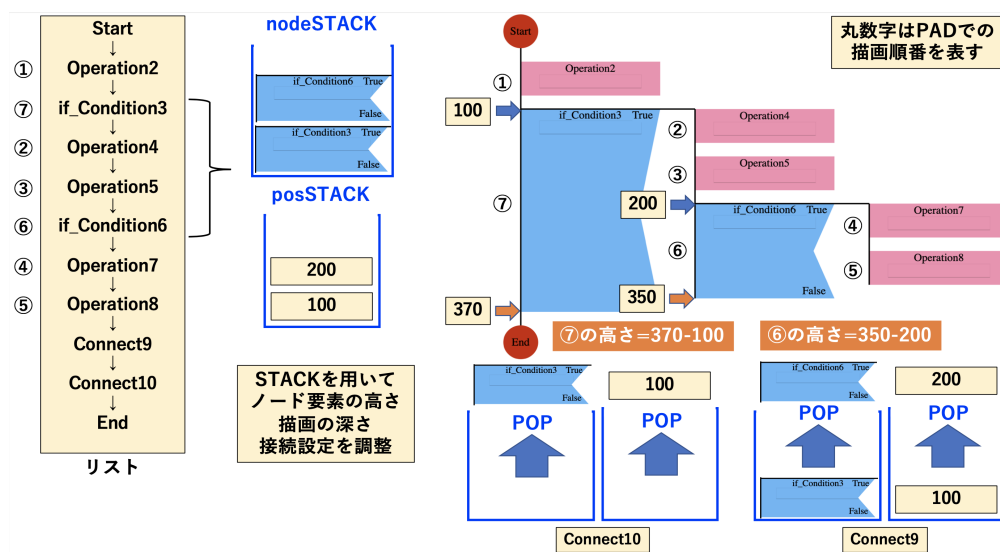 Start
↓
① Operation2
↓
⑦ if_Condition3
↓
② Operation4
↓
③ Operation5
↓
⑥ if_Condition6
↓
④ Operation7
↓
⑤ Operation8
↓
Connect9
↓
Connect10
↓
End
リスト
nodeSTACK
if_Condition6 True
False
if_Condition3 True
False
posSTACK
200
100
STACKを用いて
ノード要素の高さ
描画の深さ
接続設定を調整
丸数字はPADでの
描画順番を表す
Start
① Operation2
100
if_Condition3 True
② Operation4
③ Operation5
⑦
200
if_Condition6 True
④ Operation7
⑥
⑤ Operation8
False
350
370
End
⑦の高さ=370-100
⑥の高さ=350-200
if_Condition3 True
False
100
POP
POP
Connect10
if_Condition6 True
False
200
POP
POP
if_Condition3 True
False
100
Connect9